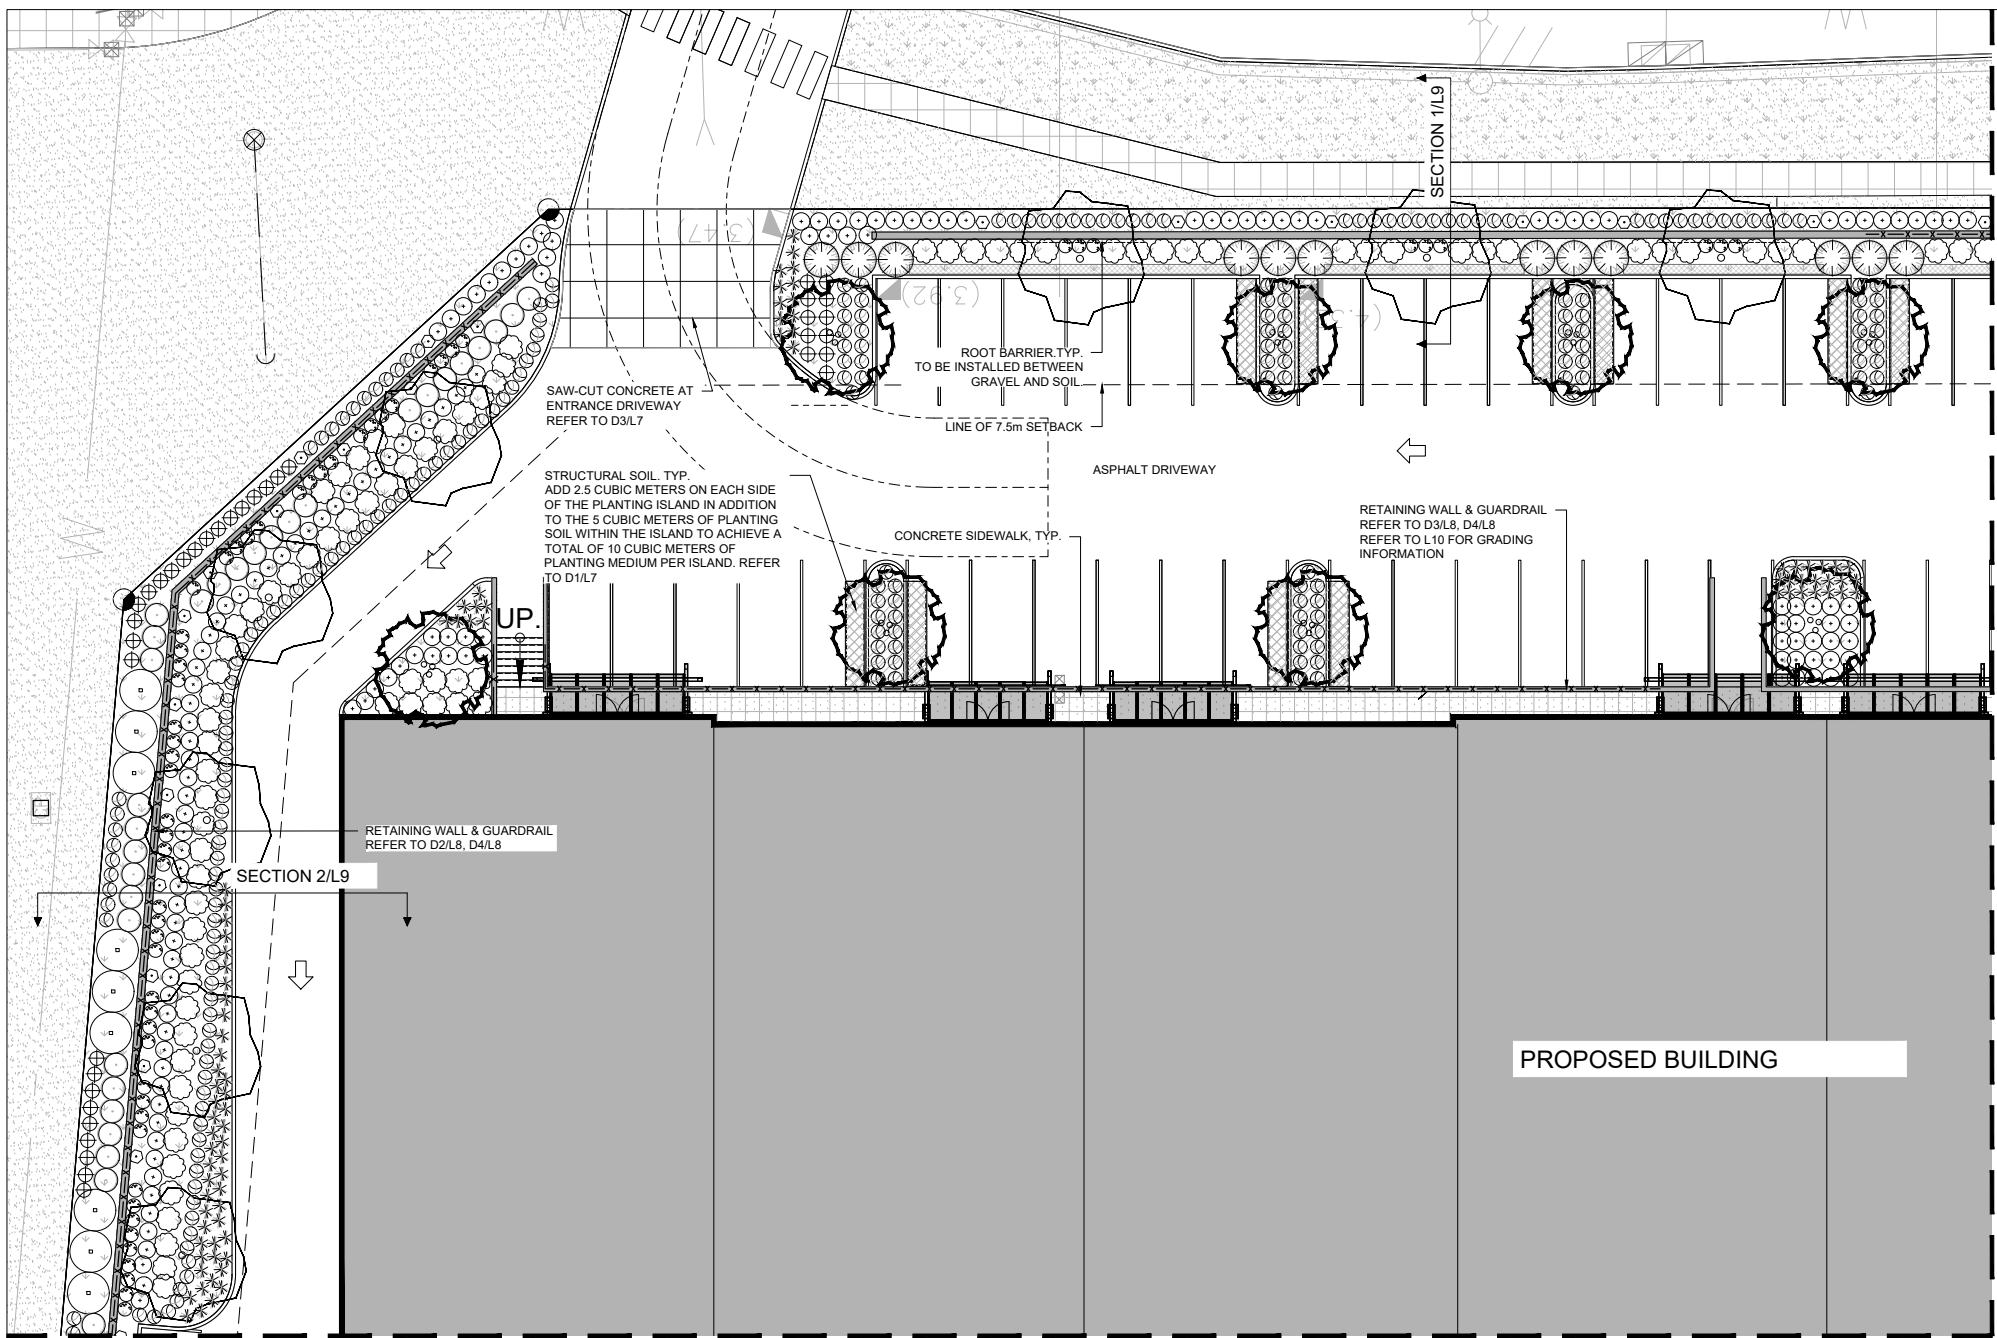 SECTION 1/L9
(3.47)
(3.92)
ROOT BARRIER.TYP.
TO BE INSTALLED BETWEEN
GRAVEL AND SOIL
SAW-CUT CONCRETE AT
ENTRANCE DRIVEWAY
REFER TO D3/L7
LINE OF 7.5m SETBACK
ASPHALT DRIVEWAY
STRUCTURAL SOIL. TYP.
ADD 2.5 CUBIC METERS ON EACH SIDE
OF THE PLANTING ISLAND IN ADDITION
TO THE 5 CUBIC METERS OF PLANTING
SOIL WITHIN THE ISLAND TO ACHIEVE A
TOTAL OF 10 CUBIC METERS OF
PLANTING MEDIUM PER ISLAND. REFER
TO D1/L7
CONCRETE SIDEWALK, TYP.
RETAINING WALL & GUARDRAIL
REFER TO D3/L8, D4/L8
REFER TO L10 FOR GRADING
INFORMATION
UP.
RETAINING WALL & GUARDRAIL
REFER TO D2/L8, D4/L8
SECTION 2/L9
PROPOSED BUILDING